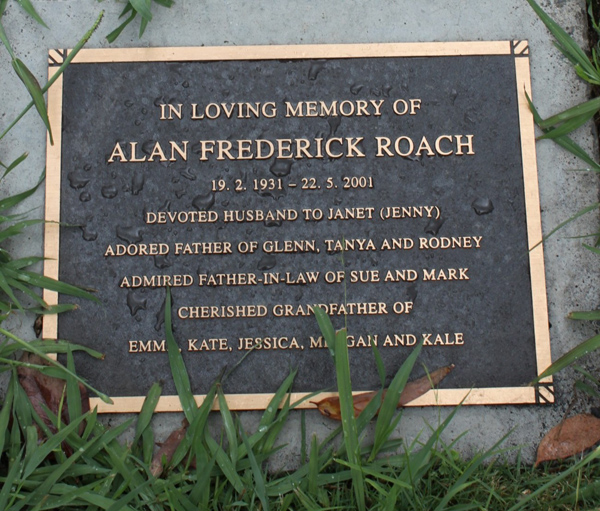 IN LOVING MEMORY OF
ALAN FREDERICK ROACH
19. 2. 1931 – 22. 5. 2001
DEVOTED HUSBAND TO JANET (JENNY)
ADORED FATHER OF GLENN, TANYA AND RODNEY
ADMIRED FATHER-IN-LAW OF SUE AND MARK
CHERISHED GRANDFATHER OF
KATE, JESSICA, AND KALE